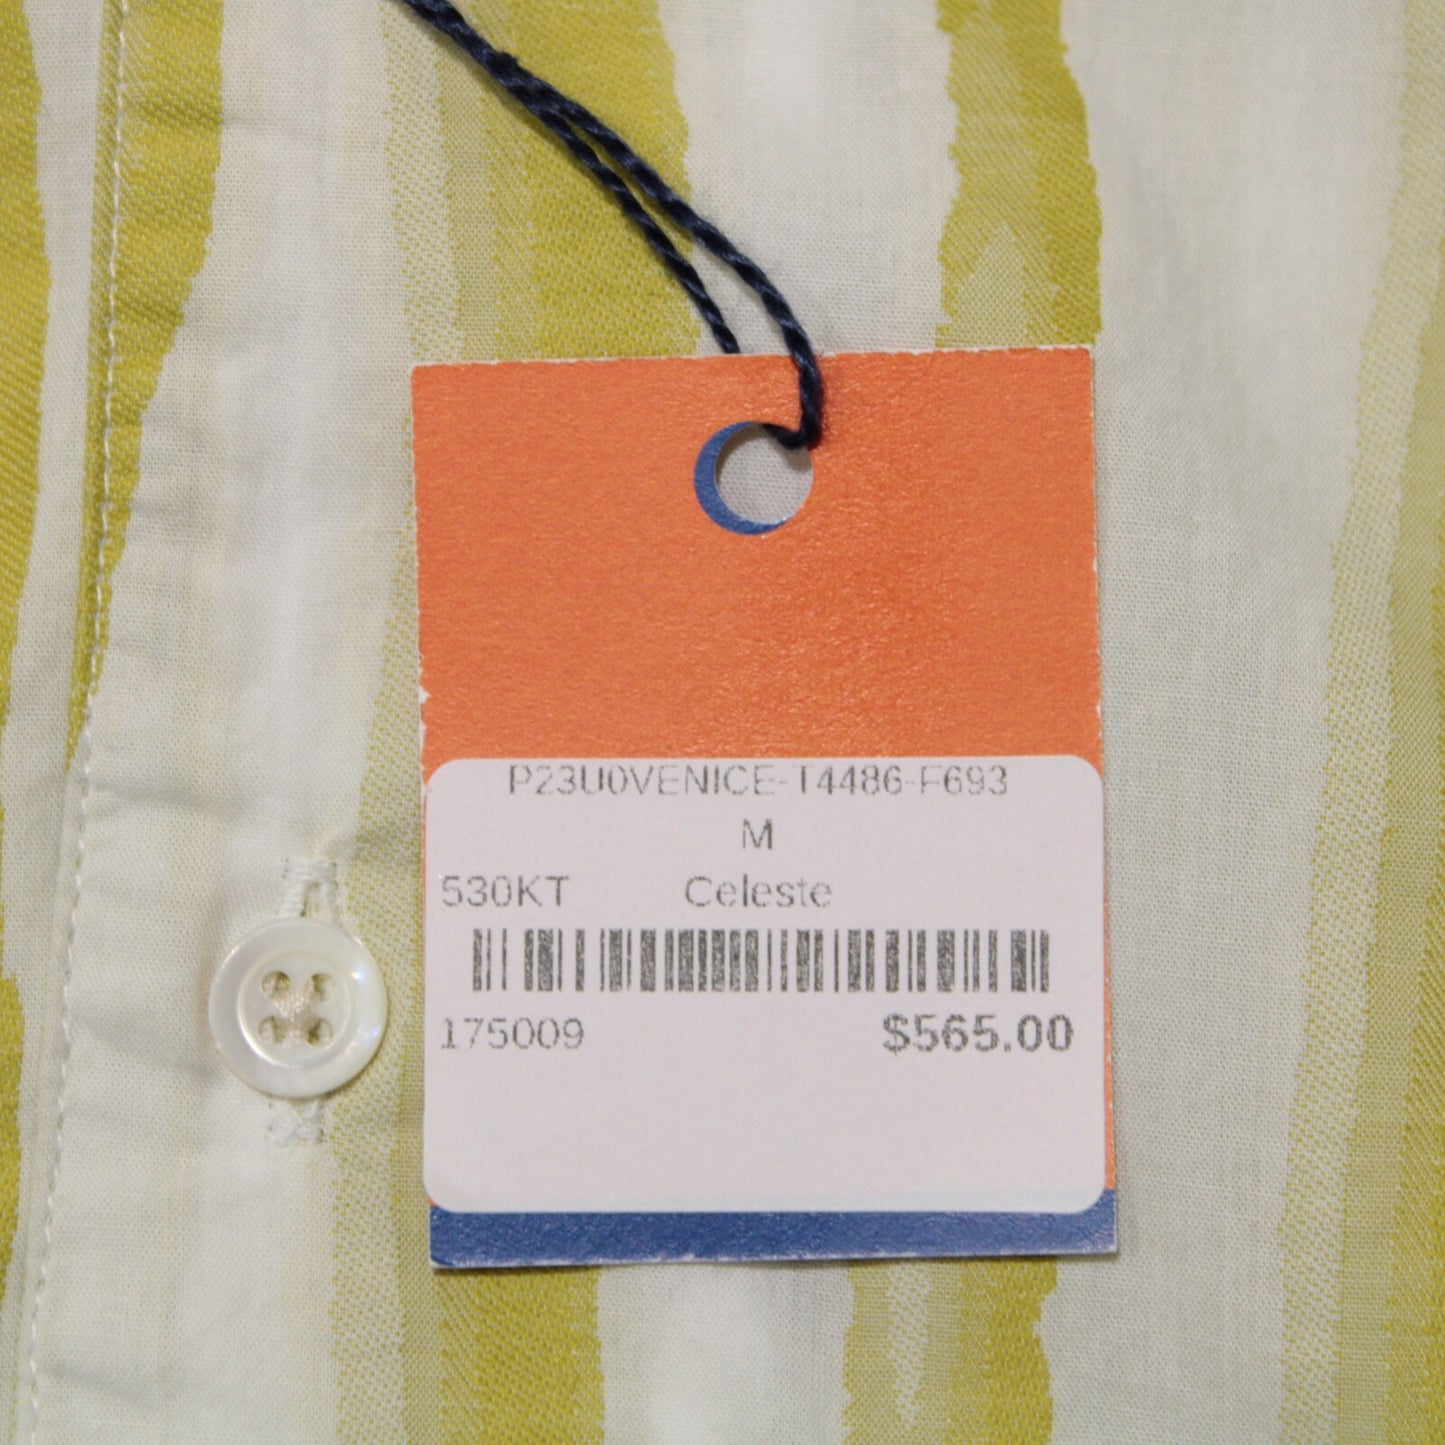 P23U0VENICE-T4486-F693
M
530KT Celeste
175009 $565.00